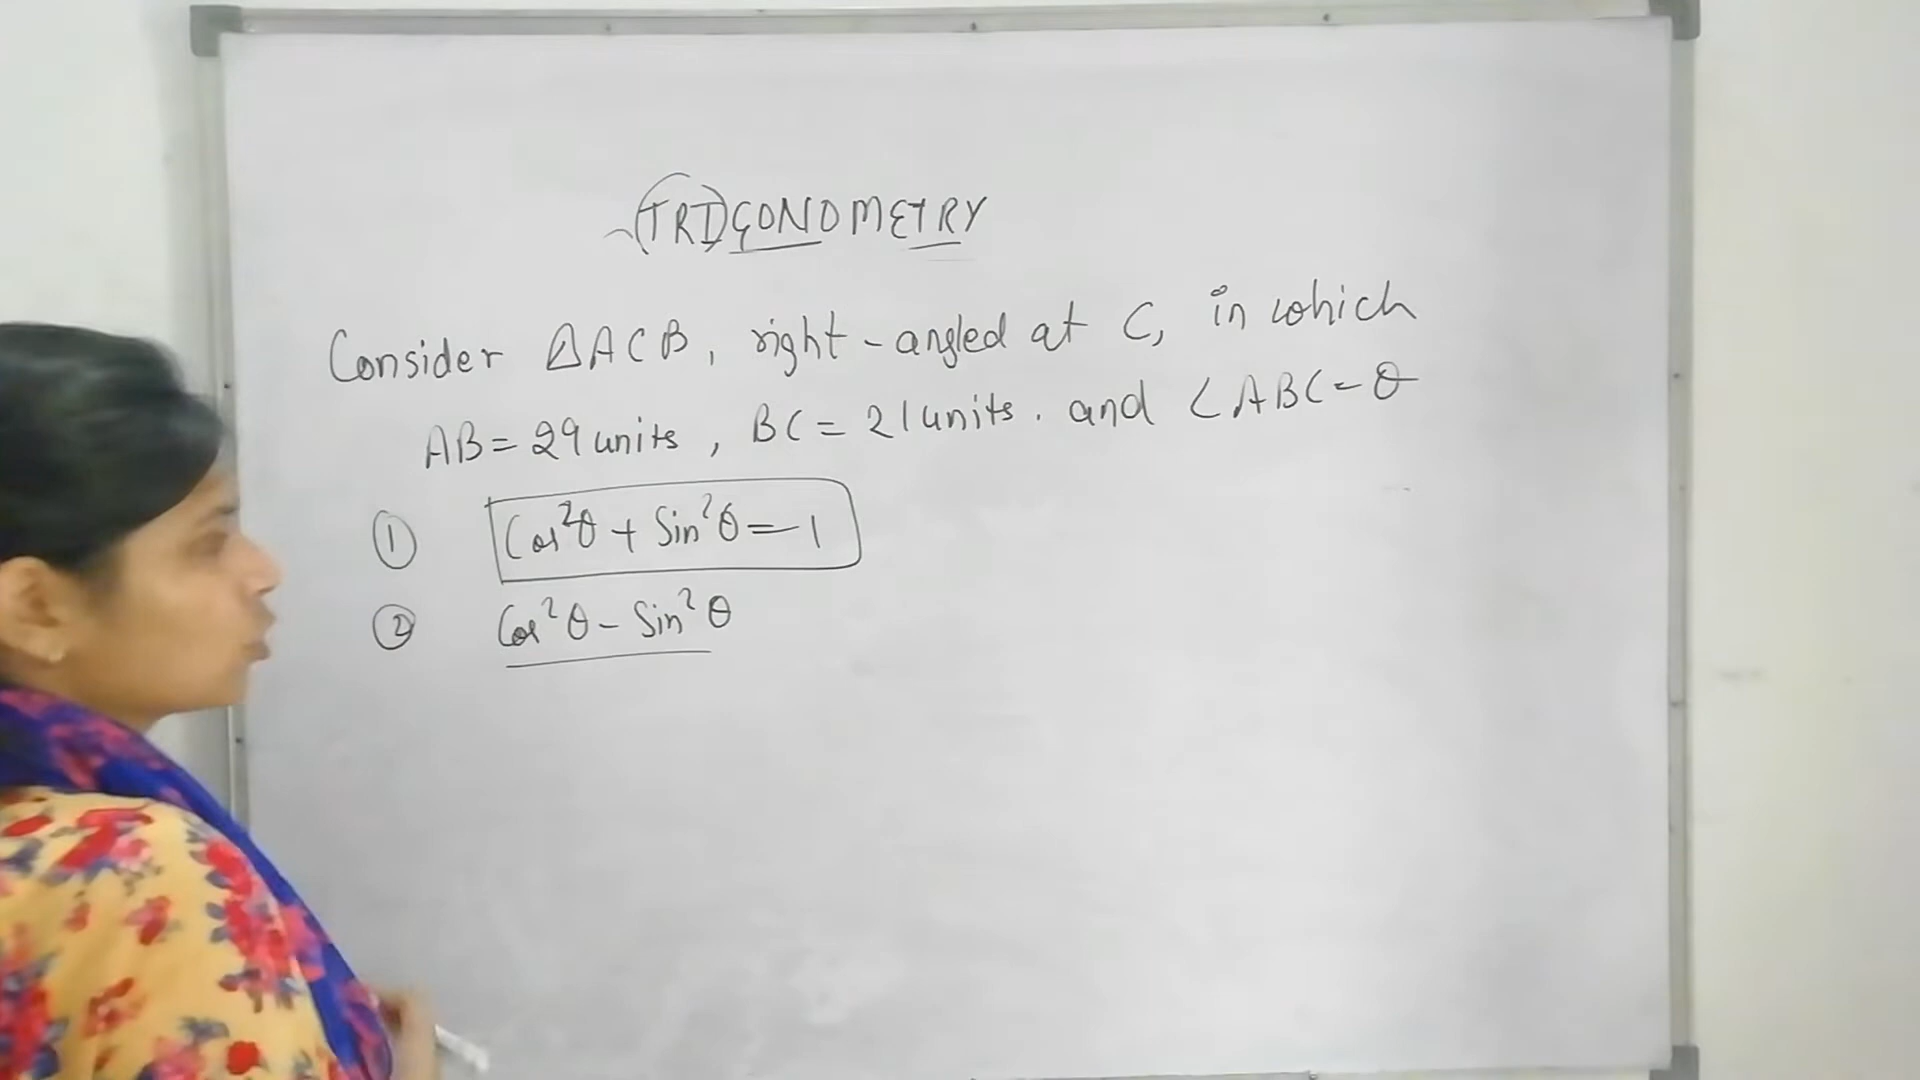 TRIGONOMETRY
Consider △ACB, right-angled at C, in which
AB = 29 units, BC = 21 units. and ∠ABC = θ
① Cos²θ + Sin²θ = 1
② Cos²θ - Sin²θ